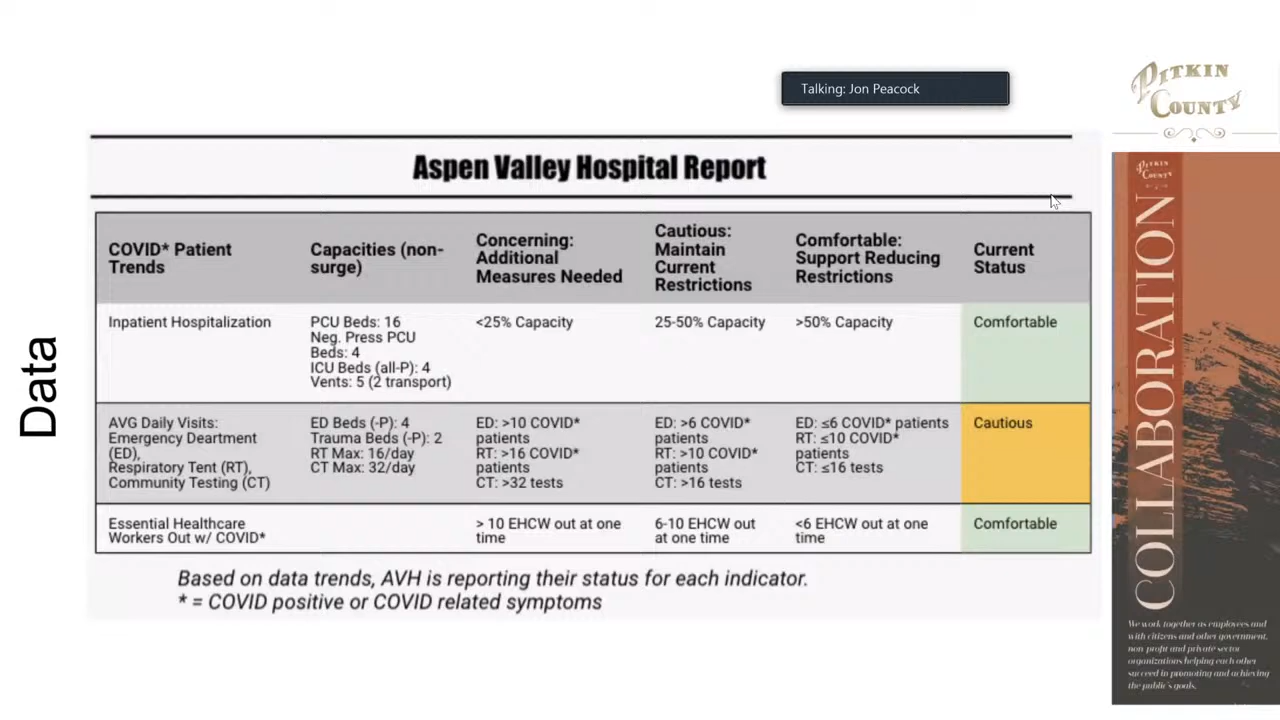 Talking: Jon Peacock
PITKIN
COUNTY
Data
Aspen Valley Hospital Report
COVID* Patient
Trends
Capacities (non-
surge)
Concerning:
Additional
Measures Needed
Cautious:
Maintain
Current
Restrictions
Comfortable:
Support Reducing
Restrictions
Current
Status
Inpatient Hospitalization
PCU Beds: 16
Neg. Press PCU
Beds: 4
ICU Beds (all-P): 4
Vents: 5 (2 transport)
<25% Capacity
25-50% Capacity
>50% Capacity
Comfortable
AVG Daily Visits:
Emergency Deartment
(ED),
Respiratory Tent (RT),
Community Testing (CT)
ED Beds (-P): 4
Trauma Beds (-P): 2
RT Max: 16/day
CT Max: 32/day
ED: >10 COVID*
patients
RT: >16 COVID*
patients
CT: >32 tests
ED: >6 COVID*
patients
RT: >10 COVID*
patients
CT: >16 tests
ED: ≤6 COVID* patients
RT: ≤10 COVID*
patients
CT: ≤16 tests
Cautious
Essential Healthcare
Workers Out w/ COVID*
> 10 EHCW out at one
time
6-10 EHCW out
at one time
<6 EHCW out at one
time
Comfortable
Based on data trends, AVH is reporting their status for each indicator.
* = COVID positive or COVID related symptoms
PITKIN
COUNTY
COLLABORATION
We work together as employees and
with citizens and other government,
non-profit and private sector
organizations helping each other
succeed in promoting and achieving
the public's goals.